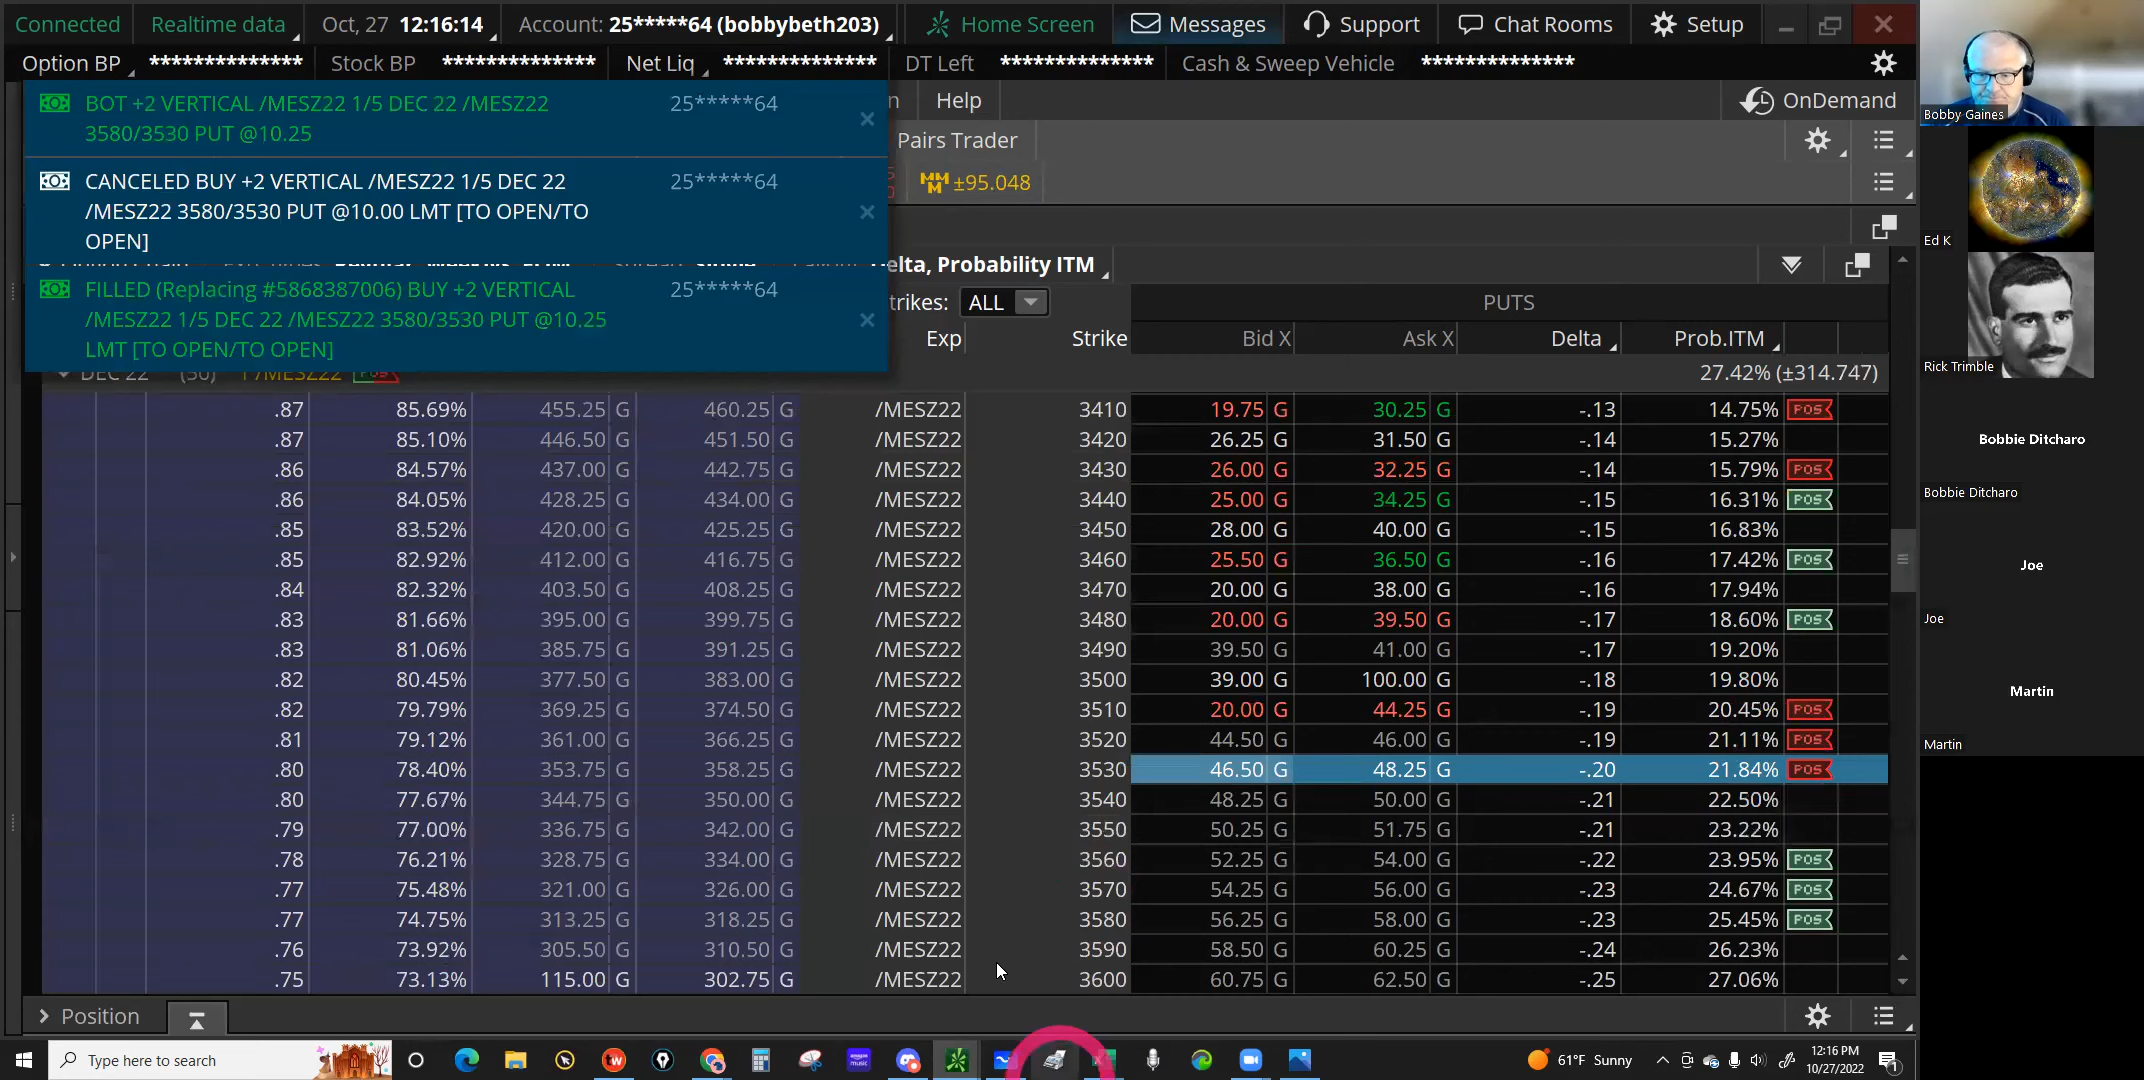 Connected Realtime data Oct, 27 12:16:14 Account: 25*****64 (bobbybeth203) Home Screen Messages Support Chat Rooms Setup
Option BP ************** Stock BP ************** Net Liq ************** DT Left ************** Cash & Sweep Vehicle **************
BOT +2 VERTICAL /MESZ22 1/5 DEC 22 /MESZ22 25*****64
3580/3530 PUT @10.25
Help OnDemand
Pairs Trader
CANCELED BUY +2 VERTICAL /MESZ22 1/5 DEC 22 25*****64
/MESZ22 3580/3530 PUT @10.00 LMT [TO OPEN/TO
OPEN]
MMM ±95.048
Delta, Probability ITM
FILLED (Replacing #5868387006) BUY +2 VERTICAL 25*****64
/MESZ22 1/5 DEC 22 /MESZ22 3580/3530 PUT @10.25
LMT [TO OPEN/TO OPEN]
trikes: ALL PUTS
Exp Strike Bid X Ask X Delta Prob.ITM
DEC 22 (50) 1 /MESZ22 POS 27.42% (±314.747)
.87 85.69% 455.25 G 460.25 G /MESZ22 3410 19.75 G 30.25 G -.13 14.75% POS
.87 85.10% 446.50 G 451.50 G /MESZ22 3420 26.25 G 31.50 G -.14 15.27%
.86 84.57% 437.00 G 442.75 G /MESZ22 3430 26.00 G 32.25 G -.14 15.79% POS
.86 84.05% 428.25 G 434.00 G /MESZ22 3440 25.00 G 34.25 G -.15 16.31% POS
.85 83.52% 420.00 G 425.25 G /MESZ22 3450 28.00 G 40.00 G -.15 16.83%
.85 82.92% 412.00 G 416.75 G /MESZ22 3460 25.50 G 36.50 G -.16 17.42% POS
.84 82.32% 403.50 G 408.25 G /MESZ22 3470 20.00 G 38.00 G -.16 17.94%
.83 81.66% 395.00 G 399.75 G /MESZ22 3480 20.00 G 39.50 G -.17 18.60% POS
.83 81.06% 385.75 G 391.25 G /MESZ22 3490 39.50 G 41.00 G -.17 19.20%
.82 80.45% 377.50 G 383.00 G /MESZ22 3500 39.00 G 100.00 G -.18 19.80%
.82 79.79% 369.25 G 374.50 G /MESZ22 3510 20.00 G 44.25 G -.19 20.45% POS
.81 79.12% 361.00 G 366.25 G /MESZ22 3520 44.50 G 46.00 G -.19 21.11% POS
.80 78.40% 353.75 G 358.25 G /MESZ22 3530 46.50 G 48.25 G -.20 21.84% POS
.80 77.67% 344.75 G 350.00 G /MESZ22 3540 48.25 G 50.00 G -.21 22.50%
.79 77.00% 336.75 G 342.00 G /MESZ22 3550 50.25 G 51.75 G -.21 23.22%
.78 76.21% 328.75 G 334.00 G /MESZ22 3560 52.25 G 54.00 G -.22 23.95% POS
.77 75.48% 321.00 G 326.00 G /MESZ22 3570 54.25 G 56.00 G -.23 24.67% POS
.77 74.75% 313.25 G 318.25 G /MESZ22 3580 56.25 G 58.00 G -.23 25.45% POS
.76 73.92% 305.50 G 310.50 G /MESZ22 3590 58.50 G 60.25 G -.24 26.23%
.75 73.13% 115.00 G 302.75 G /MESZ22 3600 60.75 G 62.50 G -.25 27.06%
Position
Type here to search
61°F Sunny
12:16 PM
10/27/2022
Bobby Gaines
Ed K
Rick Trimble
Bobbie Ditcharo
Bobbie Ditcharo
Joe
Joe
Martin
Martin